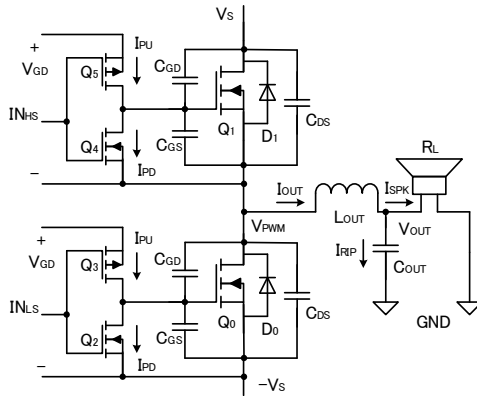 VS
+
IPU
CGD
VGD
Q5
INHS
Q1
D1
CDS
Q4
CGS
IPD
−
RL
IOUT
ISPK
VPWM
LOUT
VOUT
+
IPU
CGD
IRIP
COUT
VGD
Q3
INLS
Q0
D0
CDS
GND
Q2
CGS
IPD
−
−VS